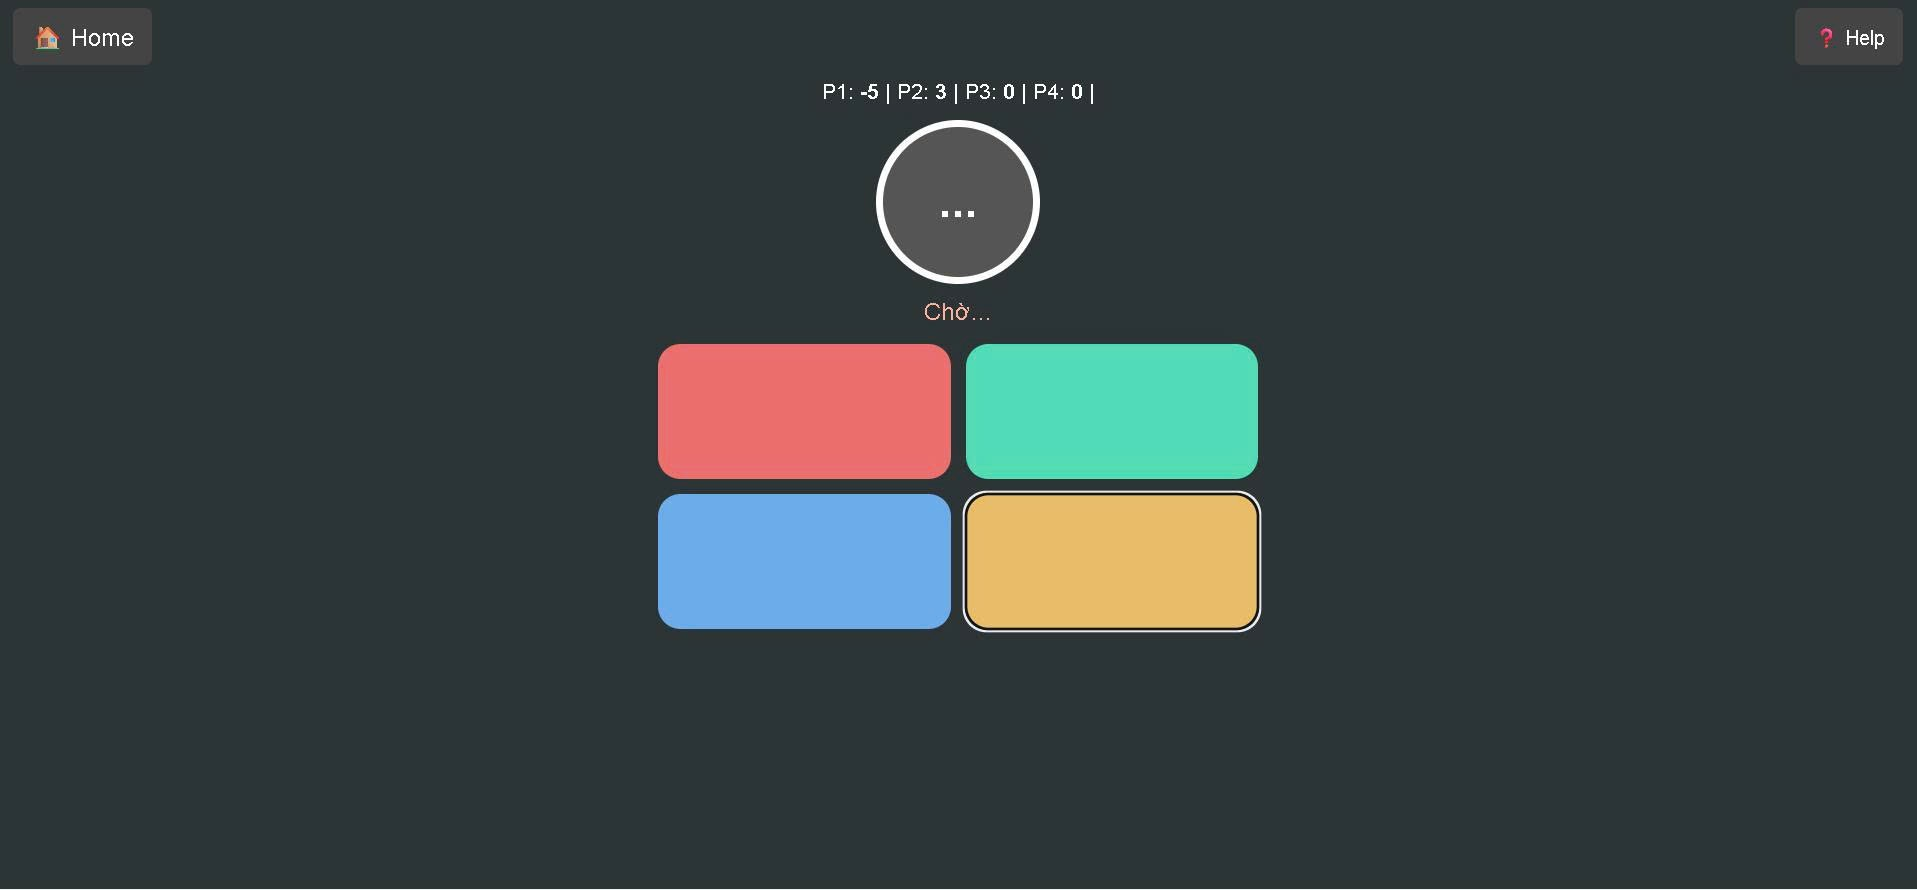 🏠 Home
❓ Help
P1: -5 | P2: 3 | P3: 0 | P4: 0 |
...
Chờ...